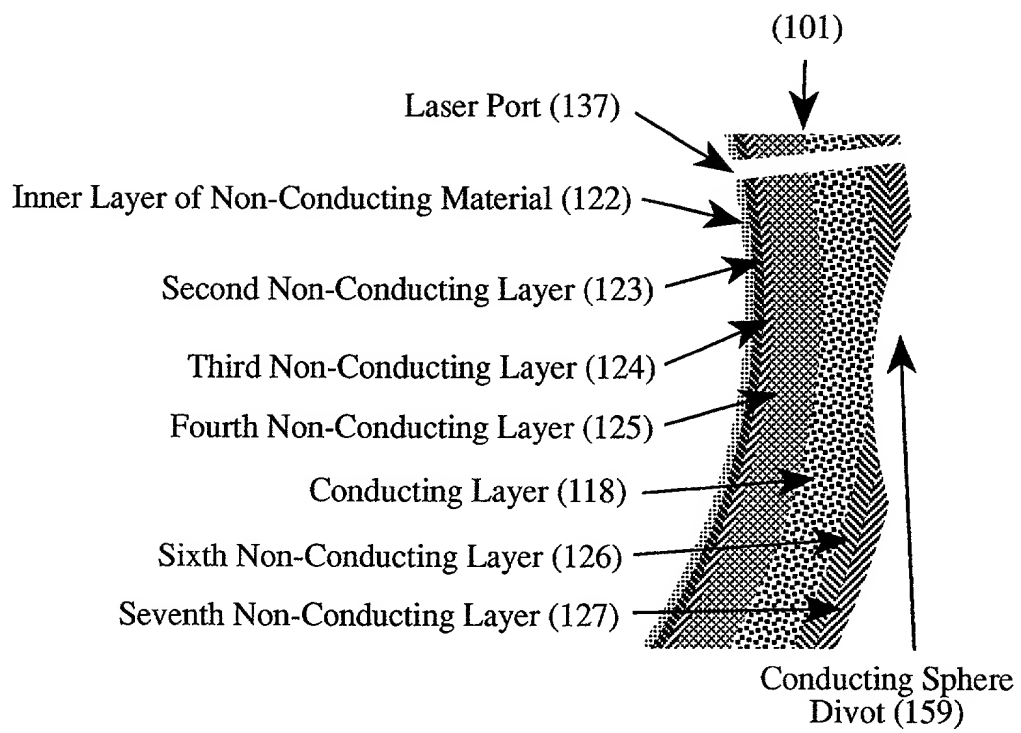 (101)
Laser Port (137)
Inner Layer of Non-Conducting Material (122)
Second Non-Conducting Layer (123)
Third Non-Conducting Layer (124)
Fourth Non-Conducting Layer (125)
Conducting Layer (118)
Sixth Non-Conducting Layer (126)
Seventh Non-Conducting Layer (127)
Conducting Sphere
Divot (159)